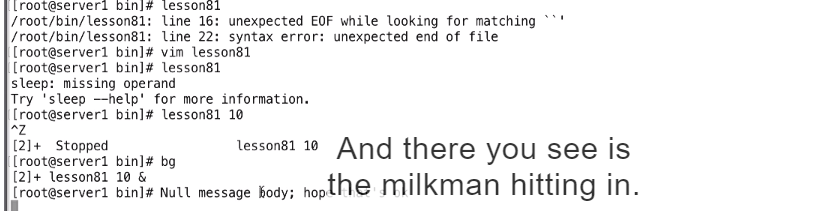 [root@server1 bin]# lesson81
/root/bin/lesson81: line 16: unexpected EOF while looking for matching ``'
/root/bin/lesson81: line 22: syntax error: unexpected end of file
[root@server1 bin]# vim lesson81
[root@server1 bin]# lesson81
sleep: missing operand
Try 'sleep --help' for more information.
[root@server1 bin]# lesson81 10
^Z
[2]+  Stopped                 lesson81 10
[root@server1 bin]# bg
[2]+ lesson81 10 &
[root@server1 bin]# Null message body; hope that's ok
And there you see is
the milkman hitting in.